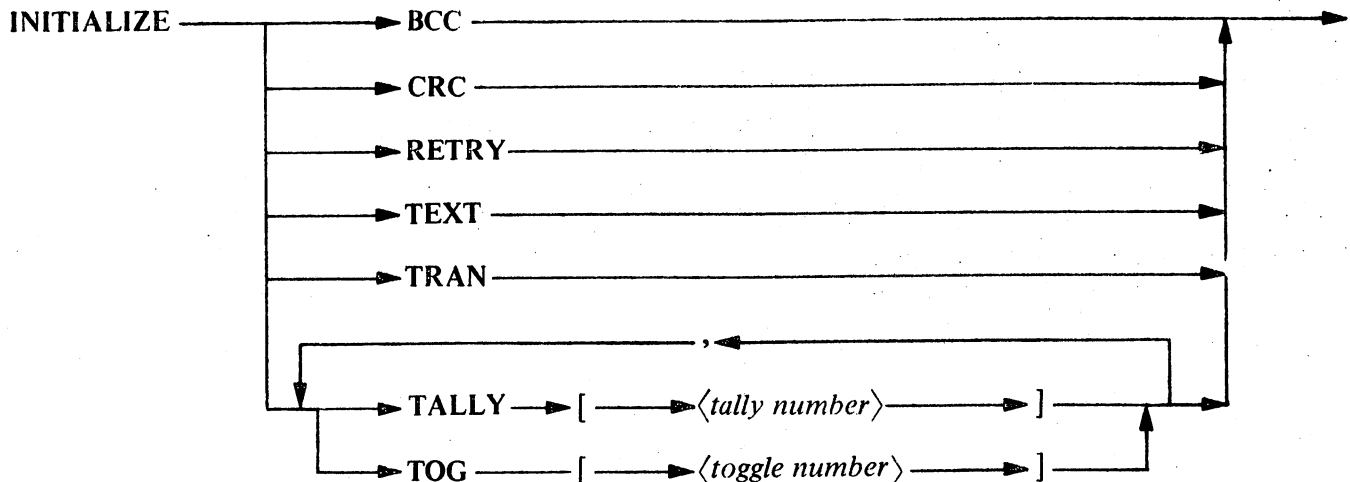 INITIALIZE BCC
CRC
RETRY
TEXT
TRAN
,
TALLY [ ⟨tally number⟩ ]
TOG [ ⟨toggle number⟩ ]